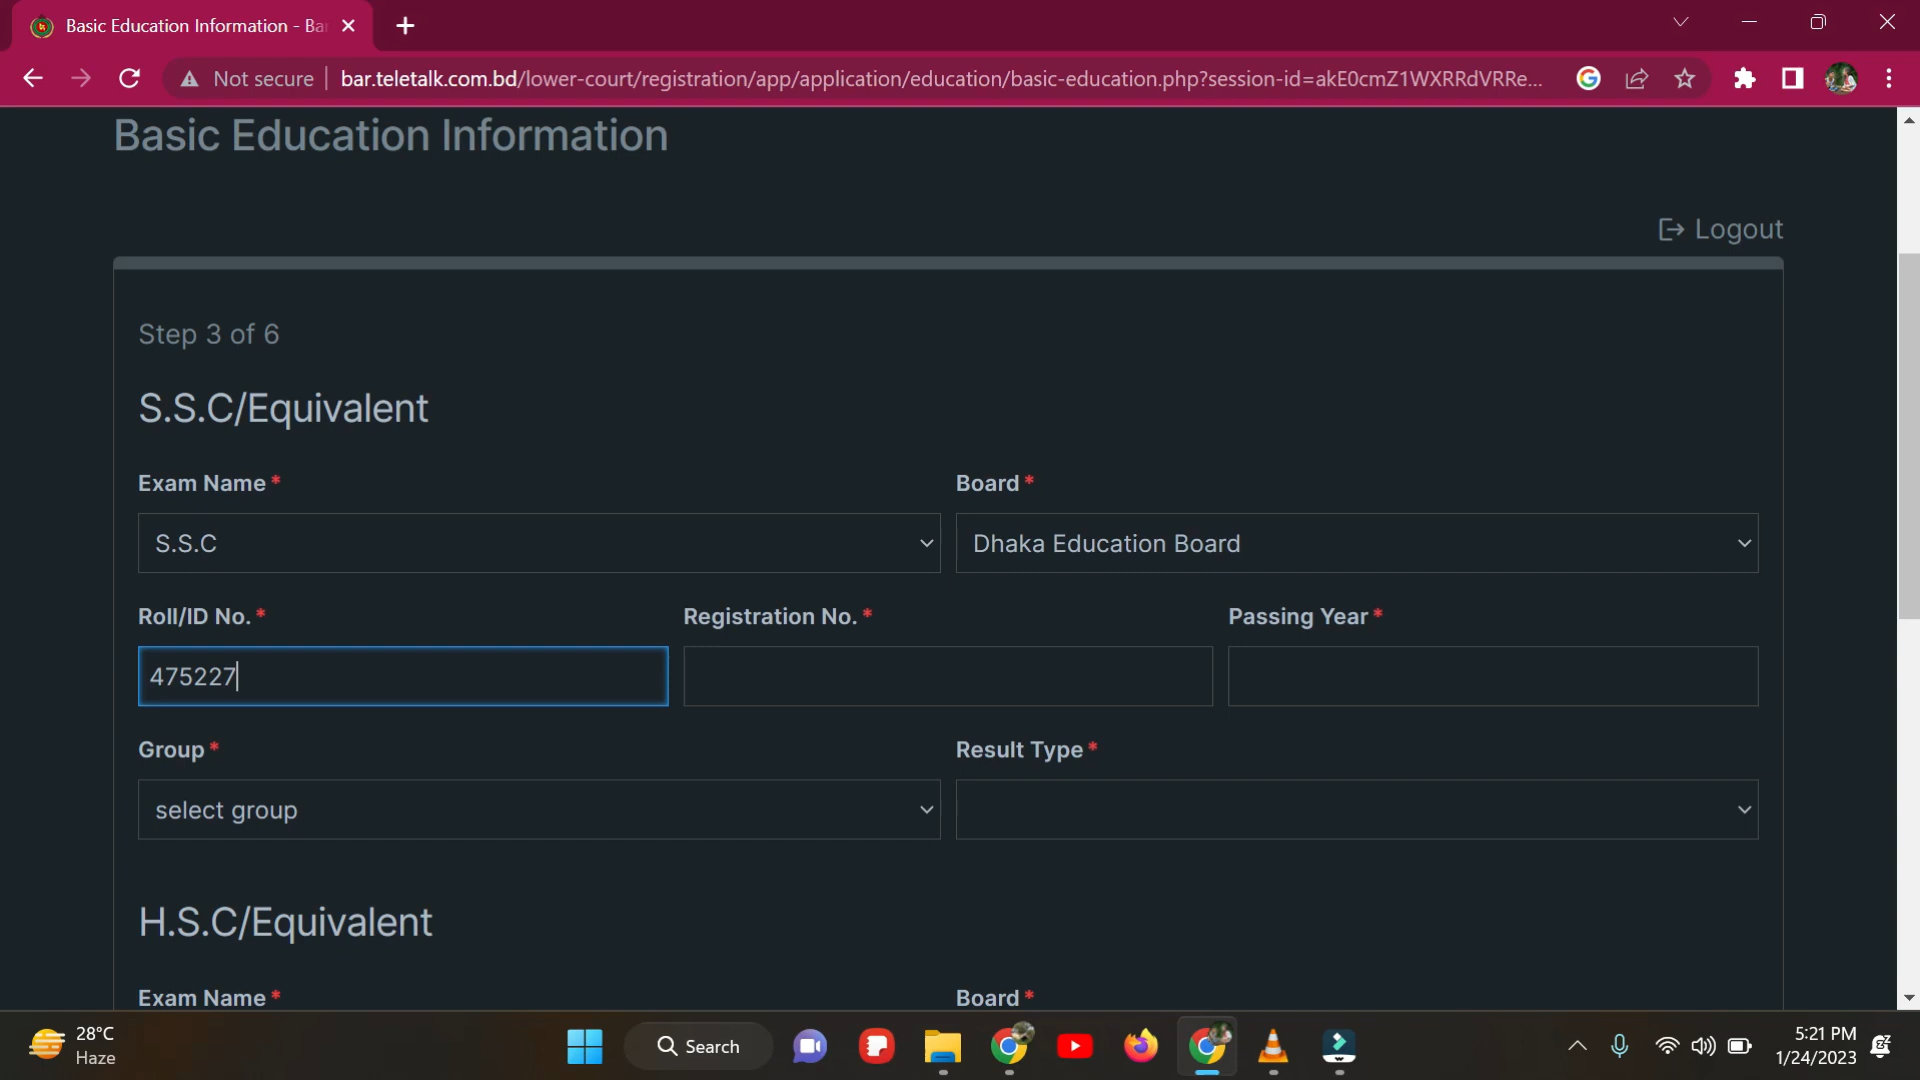 Basic Education Information - Ba
Not secure
bar.teletalk.com.bd/lower-court/registration/app/application/education/basic-education.php?session-id=akE0cmZ1WXRRdVRRe...
Basic Education Information
Logout
Step 3 of 6
S.S.C/Equivalent
Exam Name *
Board *
S.S.C
Dhaka Education Board
Roll/ID No. *
Registration No. *
Passing Year *
475227
Group *
Result Type *
select group
H.S.C/Equivalent
Exam Name *
Board *
28°C
Haze
Search
5:21 PM
1/24/2023